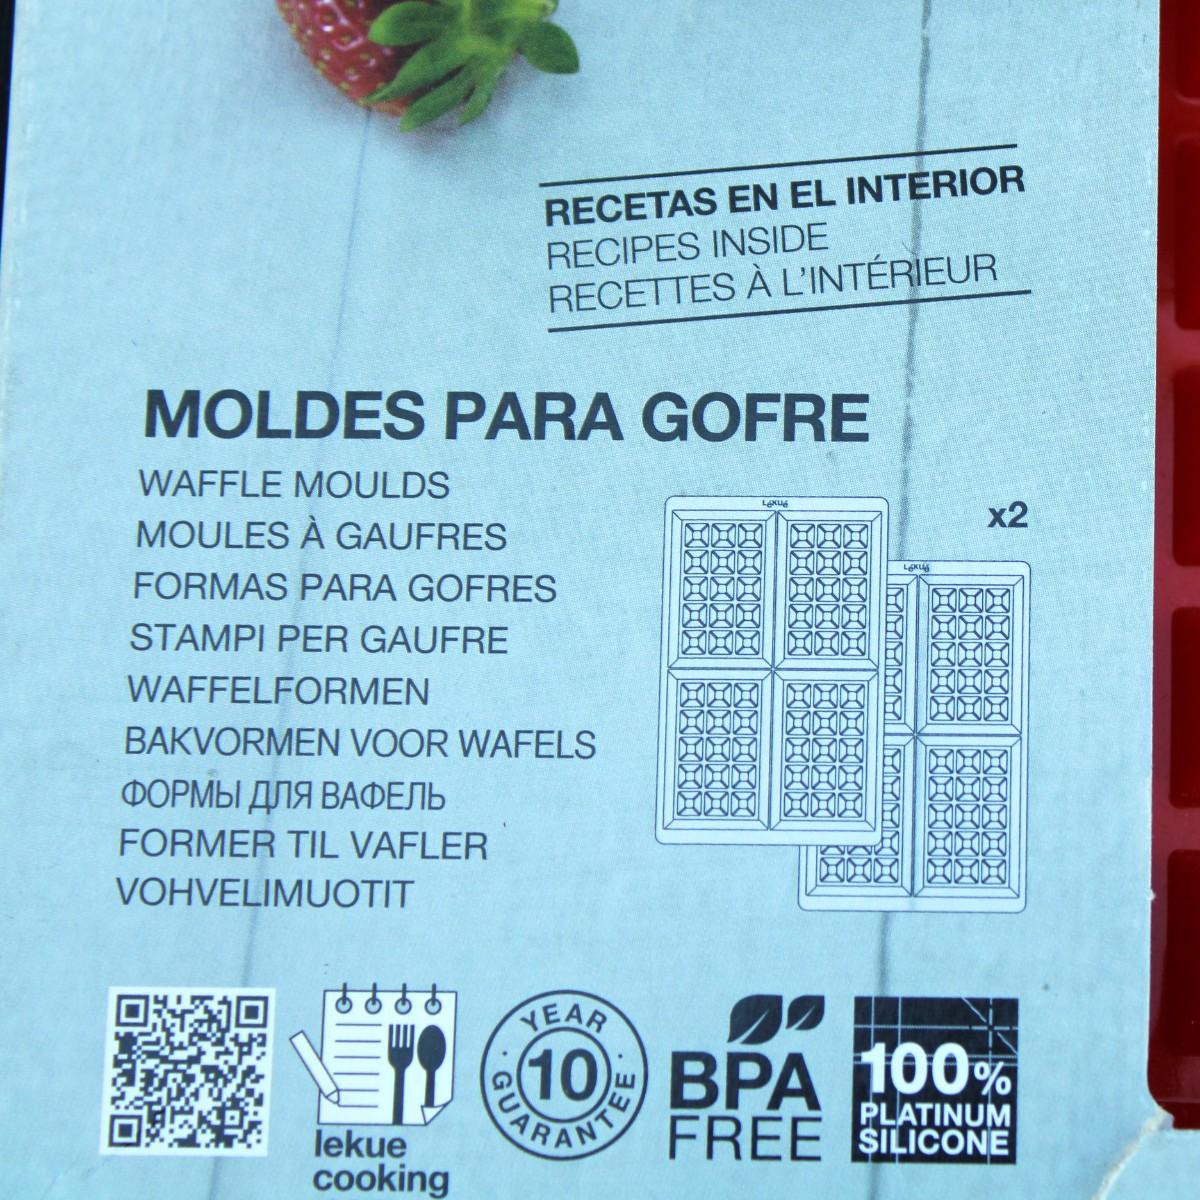 RECETAS EN EL INTERIOR
RECIPES INSIDE
RECETTES À L'INTÉRIEUR
MOLDES PARA GOFRE
WAFFLE MOULDS
MOULES À GAUFRES
FORMAS PARA GOFRES
STAMPI PER GAUFRE
WAFFELFORMEN
BAKVORMEN VOOR WAFELS
ФОРМЫ ДЛЯ ВАФЕЛЬ
FORMER TIL VAFLER
VOHVELIMUOTIT
Lékué
x2
Lékué
lekue
cooking
YEAR
10
GUARANTEE
BPA
FREE
100%
PLATINUM
SILICONE